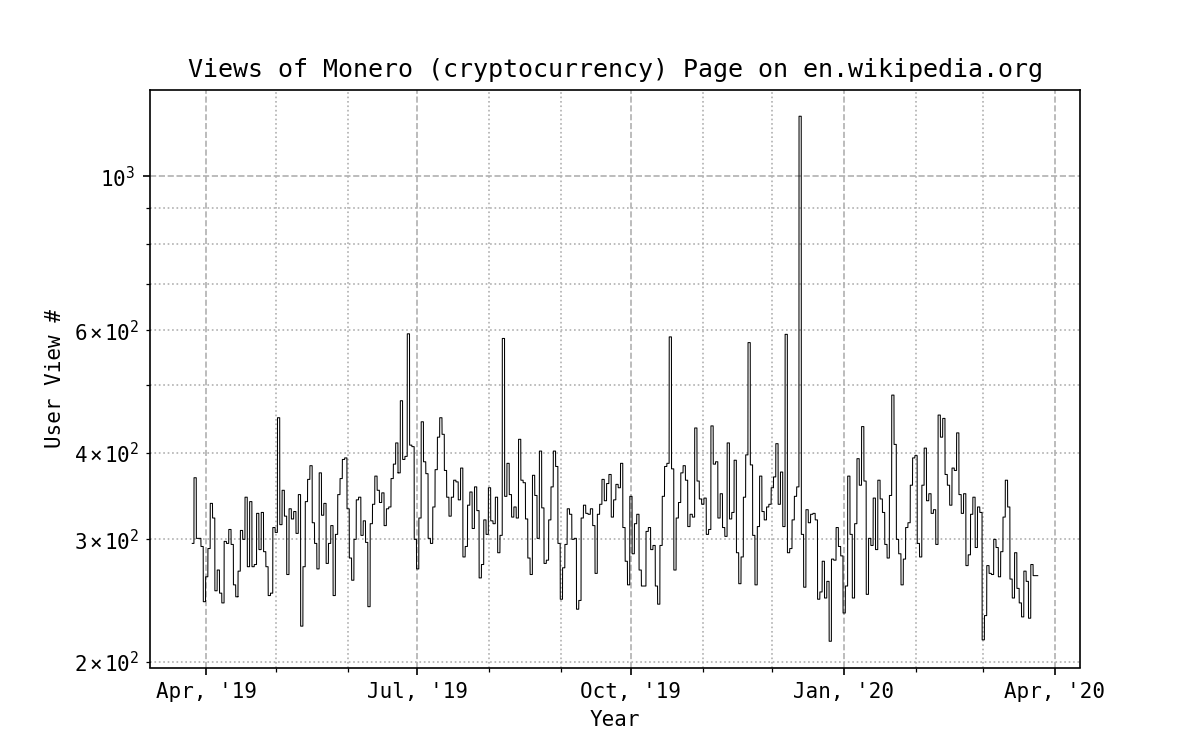 Views of Monero (cryptocurrency) Page on en.wikipedia.org
User View #
10³
6×10²
4×10²
3×10²
2×10²
Apr, '19 Jul, '19 Oct, '19 Jan, '20 Apr, '20
Year